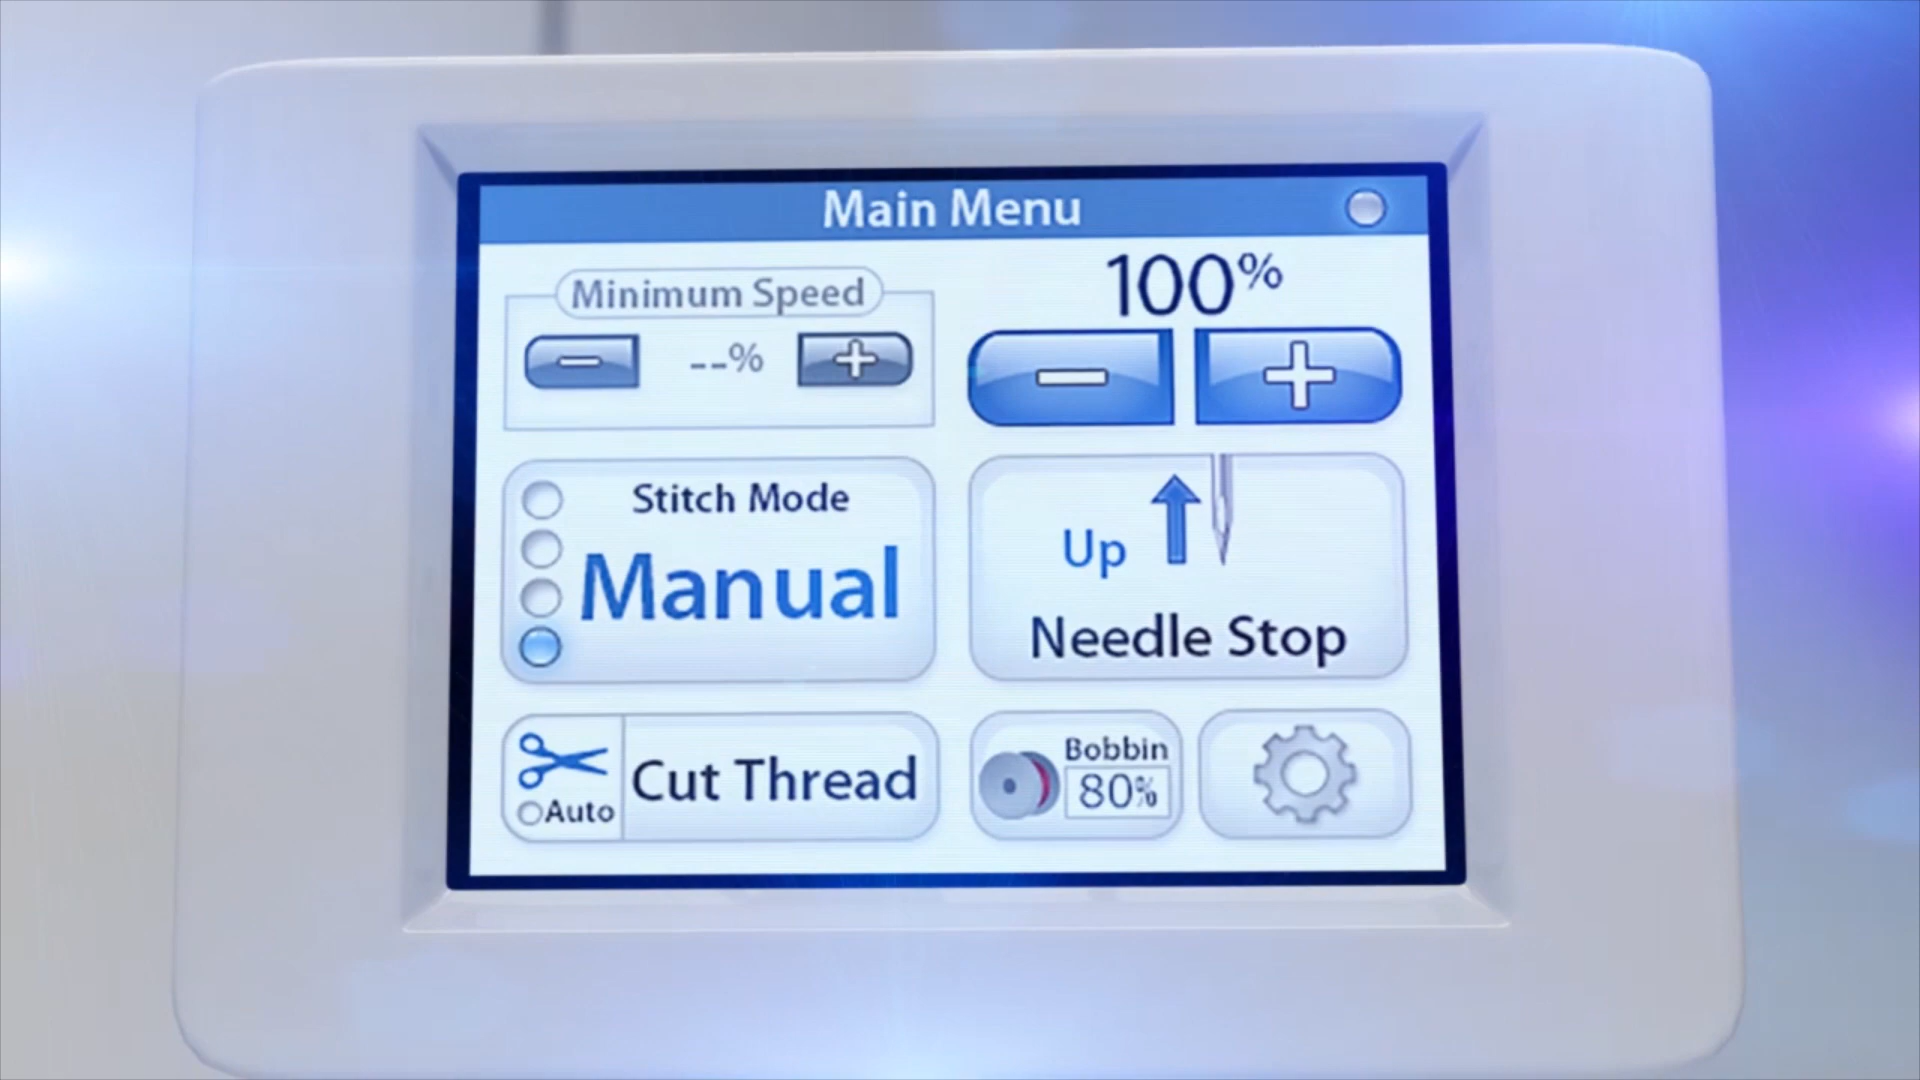 Main Menu
Minimum Speed
--%
100%
Stitch Mode
Manual
Up
Needle Stop
Auto
Cut Thread
Bobbin
80%